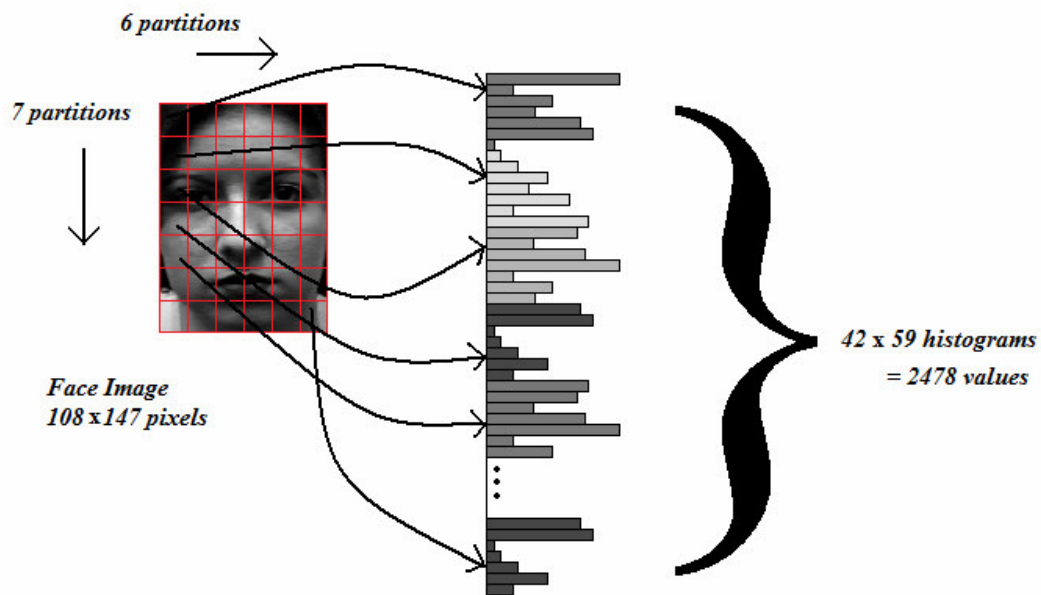 6 partitions
7 partitions
Face Image
108 x 147 pixels
42 x 59 histograms
= 2478 values